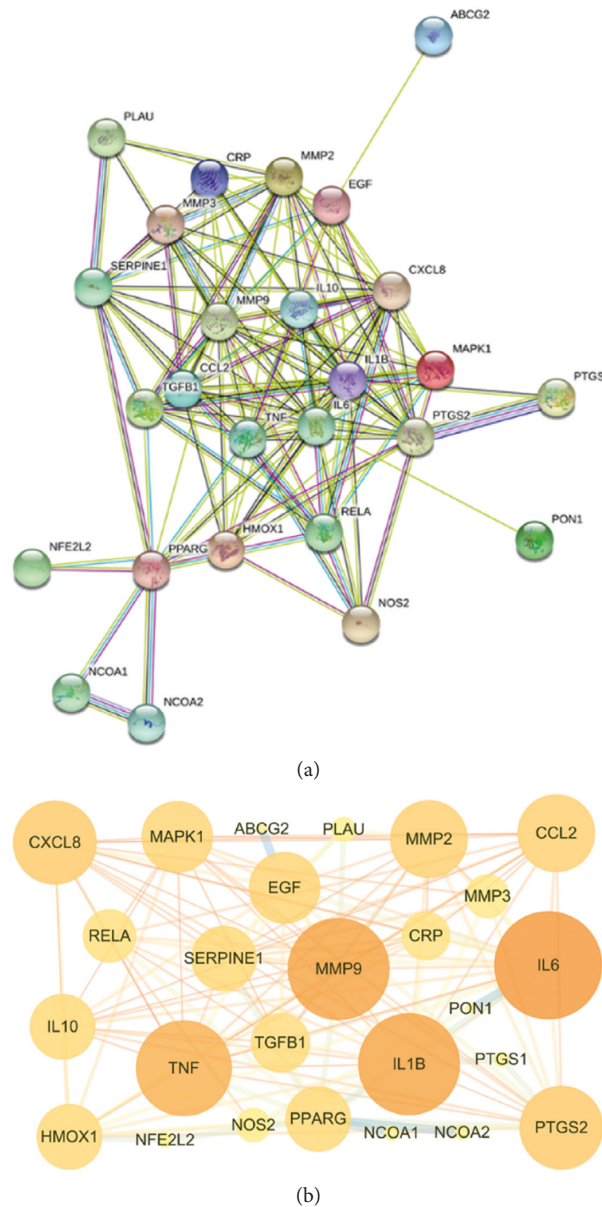 ABCG2
PLAU
CRP
MMP2
EGF
MMP3
SERPINE1
CXCL8
IL10
MMP9
IL1B
MAPK1
CCL2
TGFB1
PTGS
IL6
TNF
PTGS2
RELA
HMOX1
PON1
NFE2L2
PPARG
NOS2
NCOA1
NCOA2
(a)
CXCL8 MAPK1 ABCG2 PLAU MMP2 CCL2
EGF MMP3
RELA SERPINE1 CRP
MMP9 IL6
PON1
IL10 TGFB1
TNF IL1B PTGS1
HMOX1 NFE2L2 NOS2 PPARG NCOA1 NCOA2 PTGS2
(b)